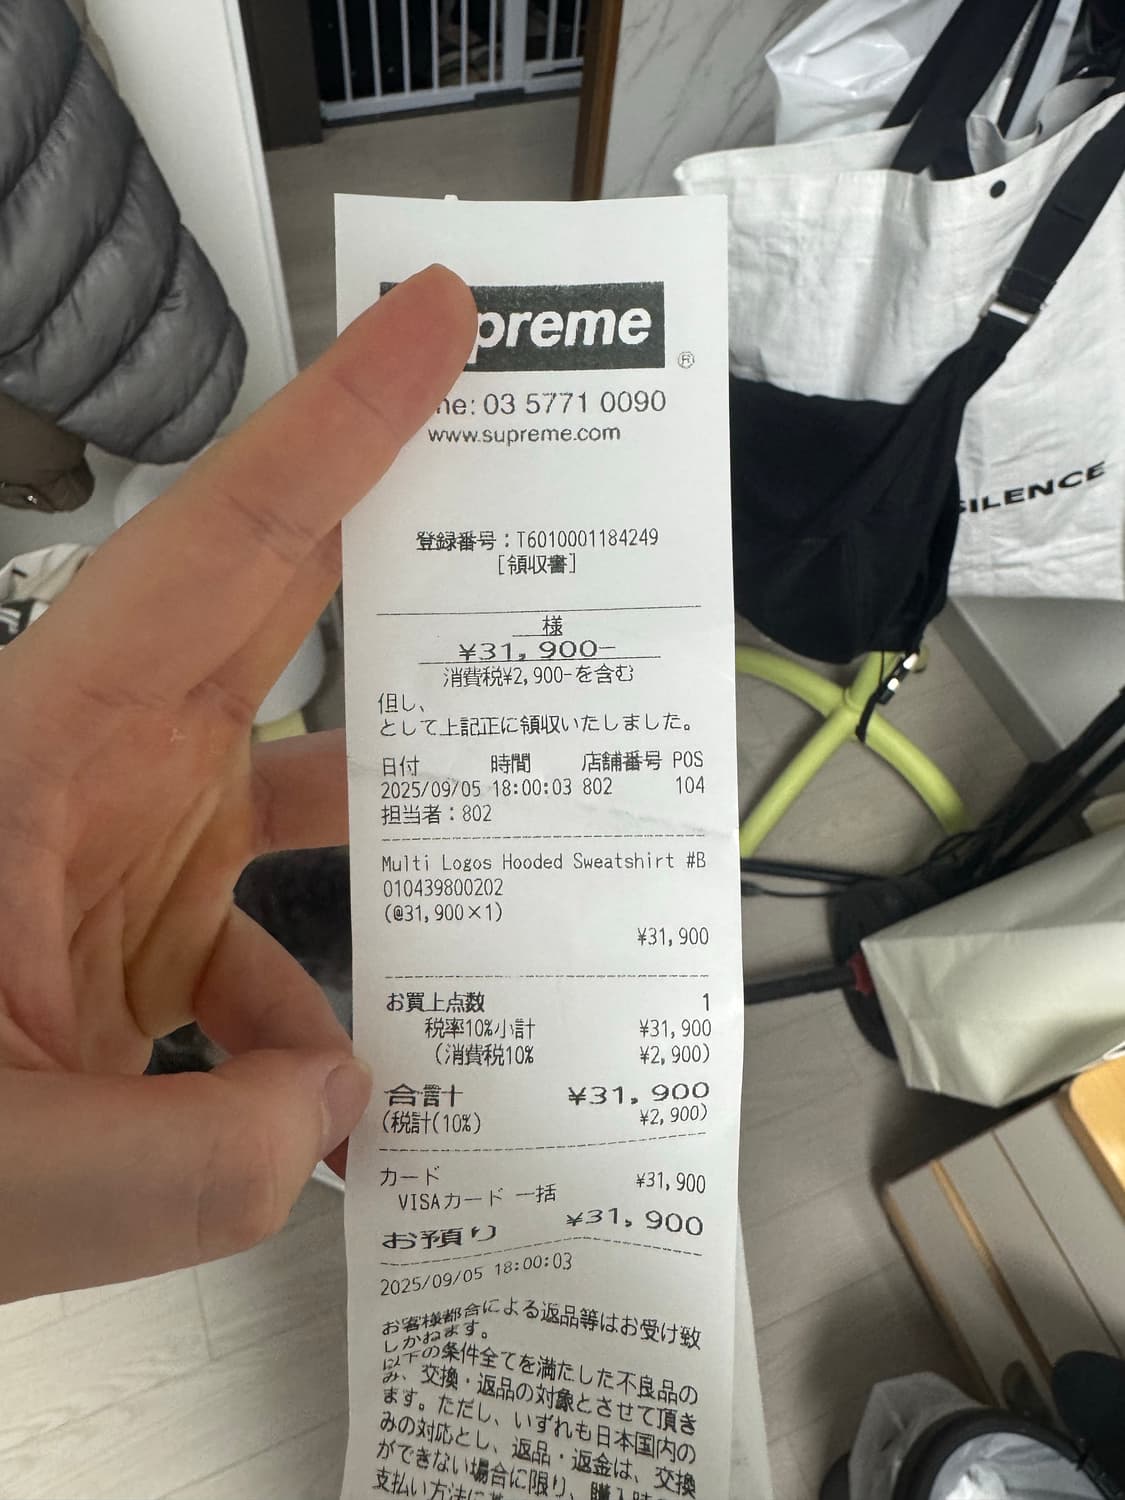 preme
®
ne: 03 5771 0090
www.supreme.com
登録番号：T6010001184249
[領収書]
様
¥31,900-
消費税¥2,900-を含む
但し、
として上記正に領収いたしました。
日付 時間 店舗番号 POS
2025/09/05 18:00:03 802 104
担当者：802
Multi Logos Hooded Sweatshirt #B
010439800202
(@31,900×1)
¥31,900
お買上点数 1
税率10%小計 ¥31,900
(消費税10% ¥2,900)
合計 ¥31,900
(税計(10%) ¥2,900)
カード ¥31,900
VISAカード 一括
お預り ¥31,900
2025/09/05 18:00:03
お客様都合による返品等はお受け致
しかねます。
以下の条件全てを満たした不良品の
み、交換・返品の対象とさせて頂き
ます。ただし、いずれも日本国内の
みの対応とし、返品・返金は、交換
ができない場合に限り、購入時
支払い方法に
SILENCE